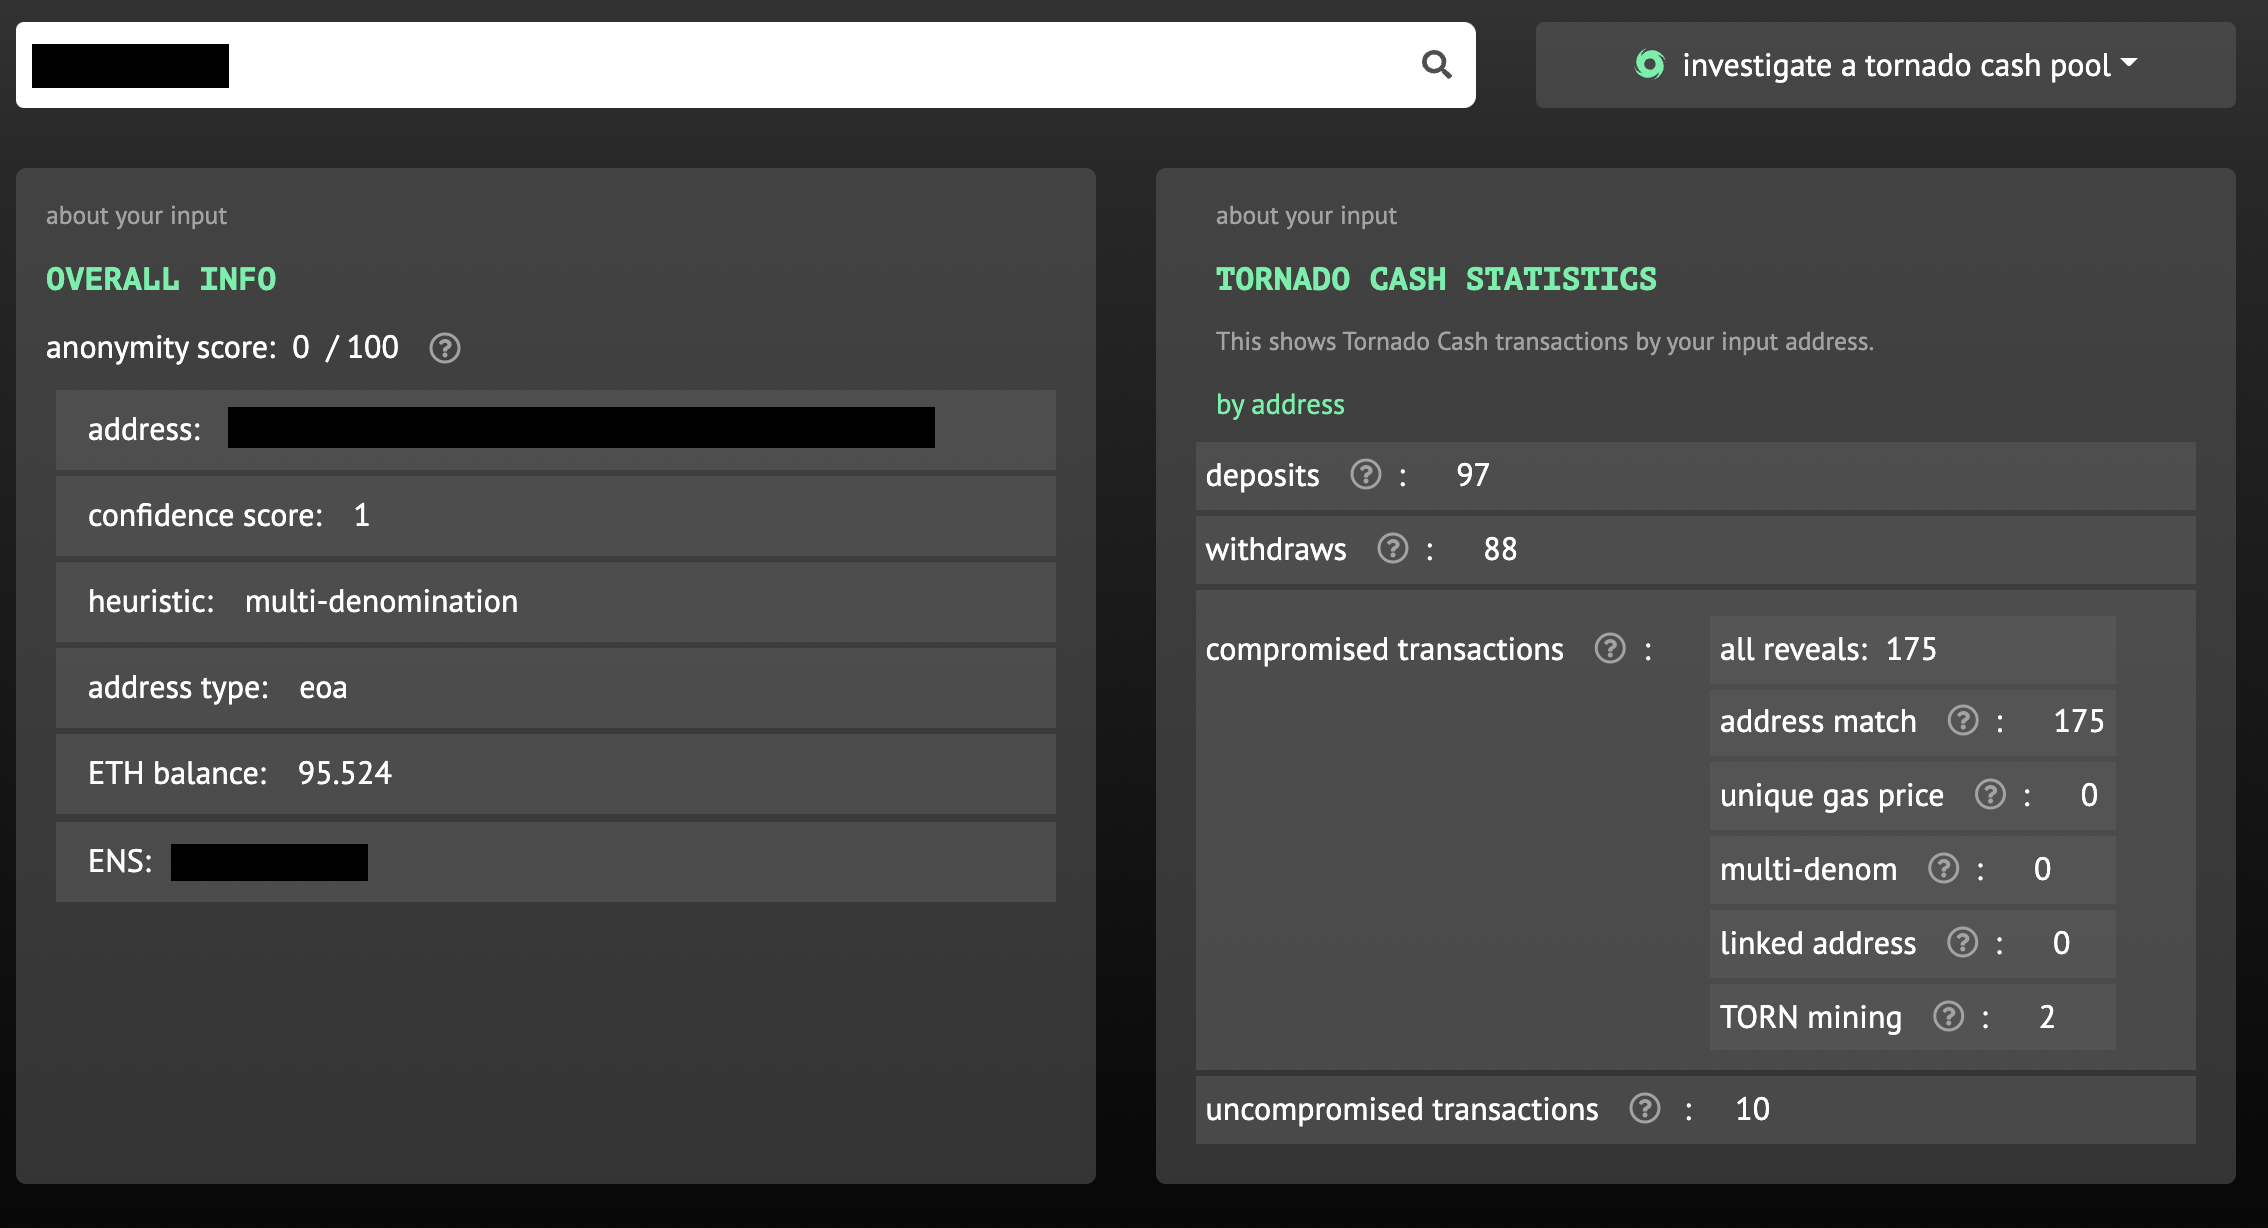 investigate a tornado cash pool
about your input
OVERALL INFO
anonymity score: 0 / 100 ?
address:
confidence score: 1
heuristic: multi-denomination
address type: eoa
ETH balance: 95.524
ENS:
about your input
TORNADO CASH STATISTICS
This shows Tornado Cash transactions by your input address.
by address
deposits ? : 97
withdraws ? : 88
compromised transactions ? :
all reveals: 175
address match ? : 175
unique gas price ? : 0
multi-denom ? : 0
linked address ? : 0
TORN mining ? : 2
uncompromised transactions ? : 10